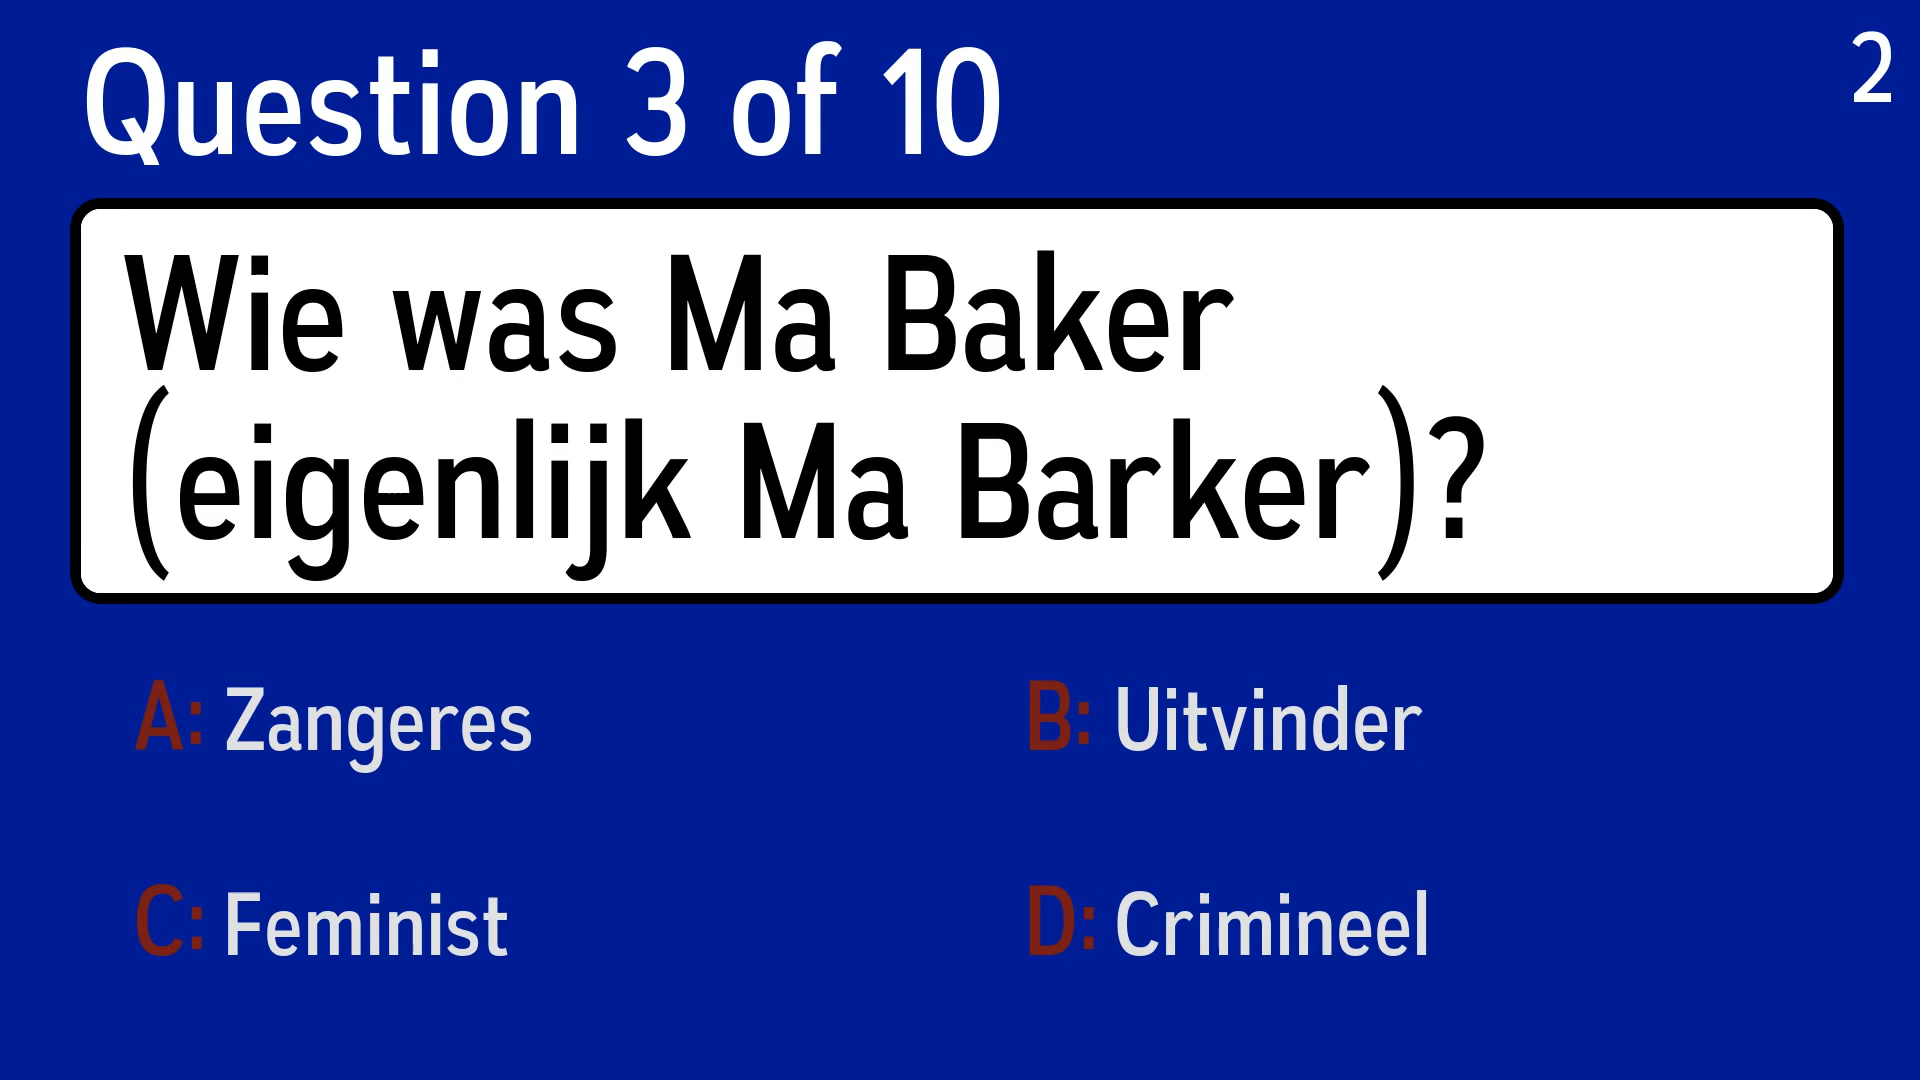 Question 3 of 10
2
Wie was Ma Baker
(eigenlijk Ma Barker)?
A: Zangeres
B: Uitvinder
C: Feminist
D: Crimineel